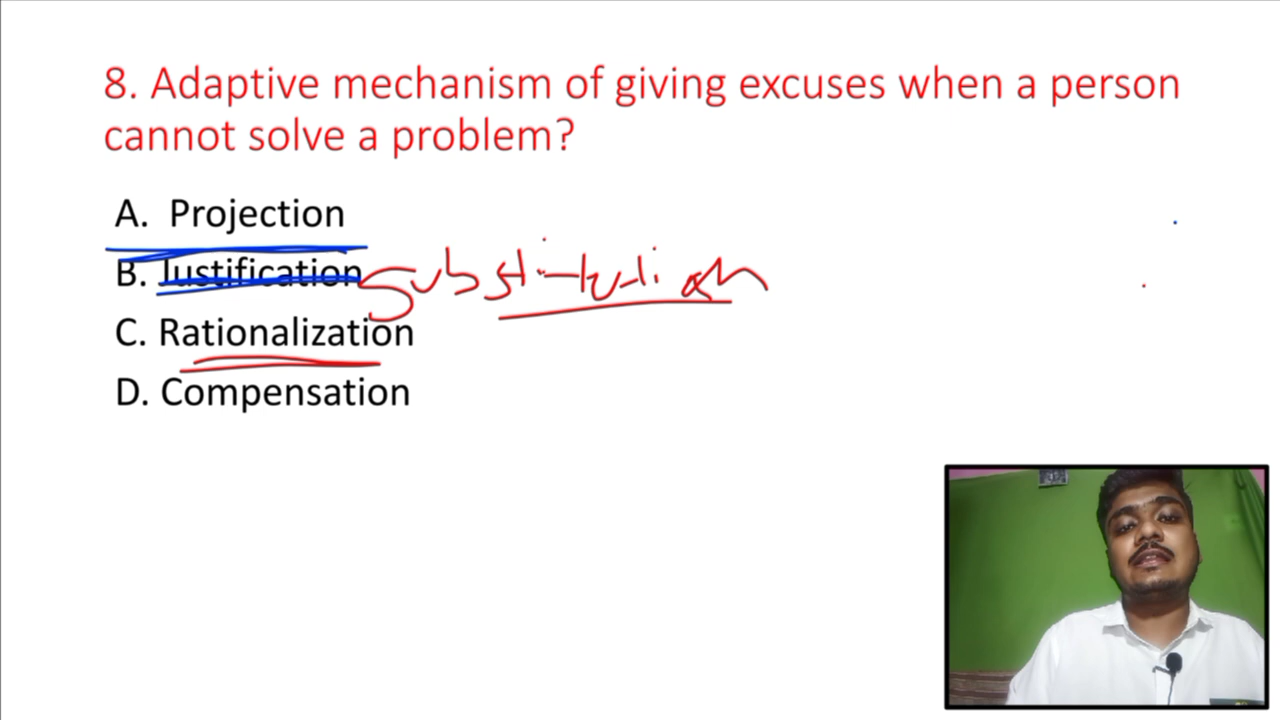 8. Adaptive mechanism of giving excuses when a person
cannot solve a problem?
A. Projection
B. Justification substitution
C. Rationalization
D. Compensation